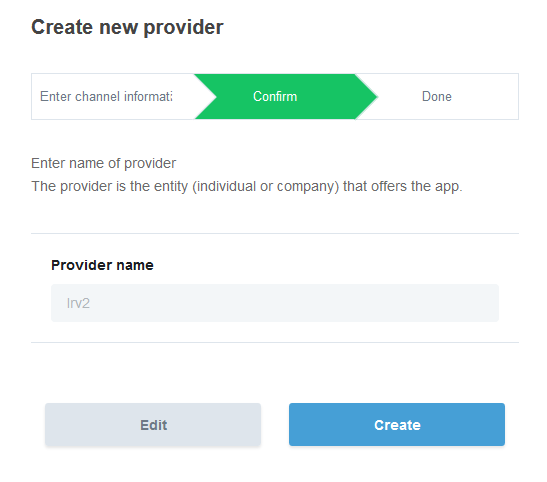 Create new provider
Enter channel informati
Confirm
Done
Enter name of provider
The provider is the entity (individual or company) that offers the app.
Provider name
Irv2
Edit
Create